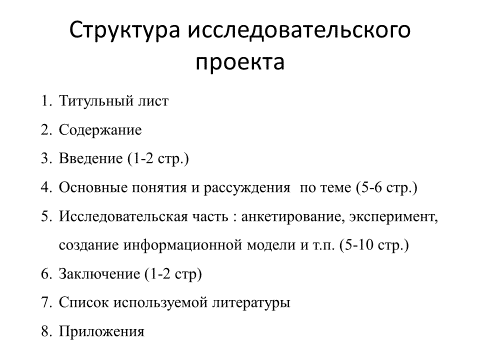 Структура исследовательского
проекта
1. Титульный лист
2. Содержание
3. Введение (1-2 стр.)
4. Основные понятия и рассуждения по теме (5-6 стр.)
5. Исследовательская часть : анкетирование, эксперимент,
создание информационной модели и т.п. (5-10 стр.)
6. Заключение (1-2 стр)
7. Список используемой литературы
8. Приложения